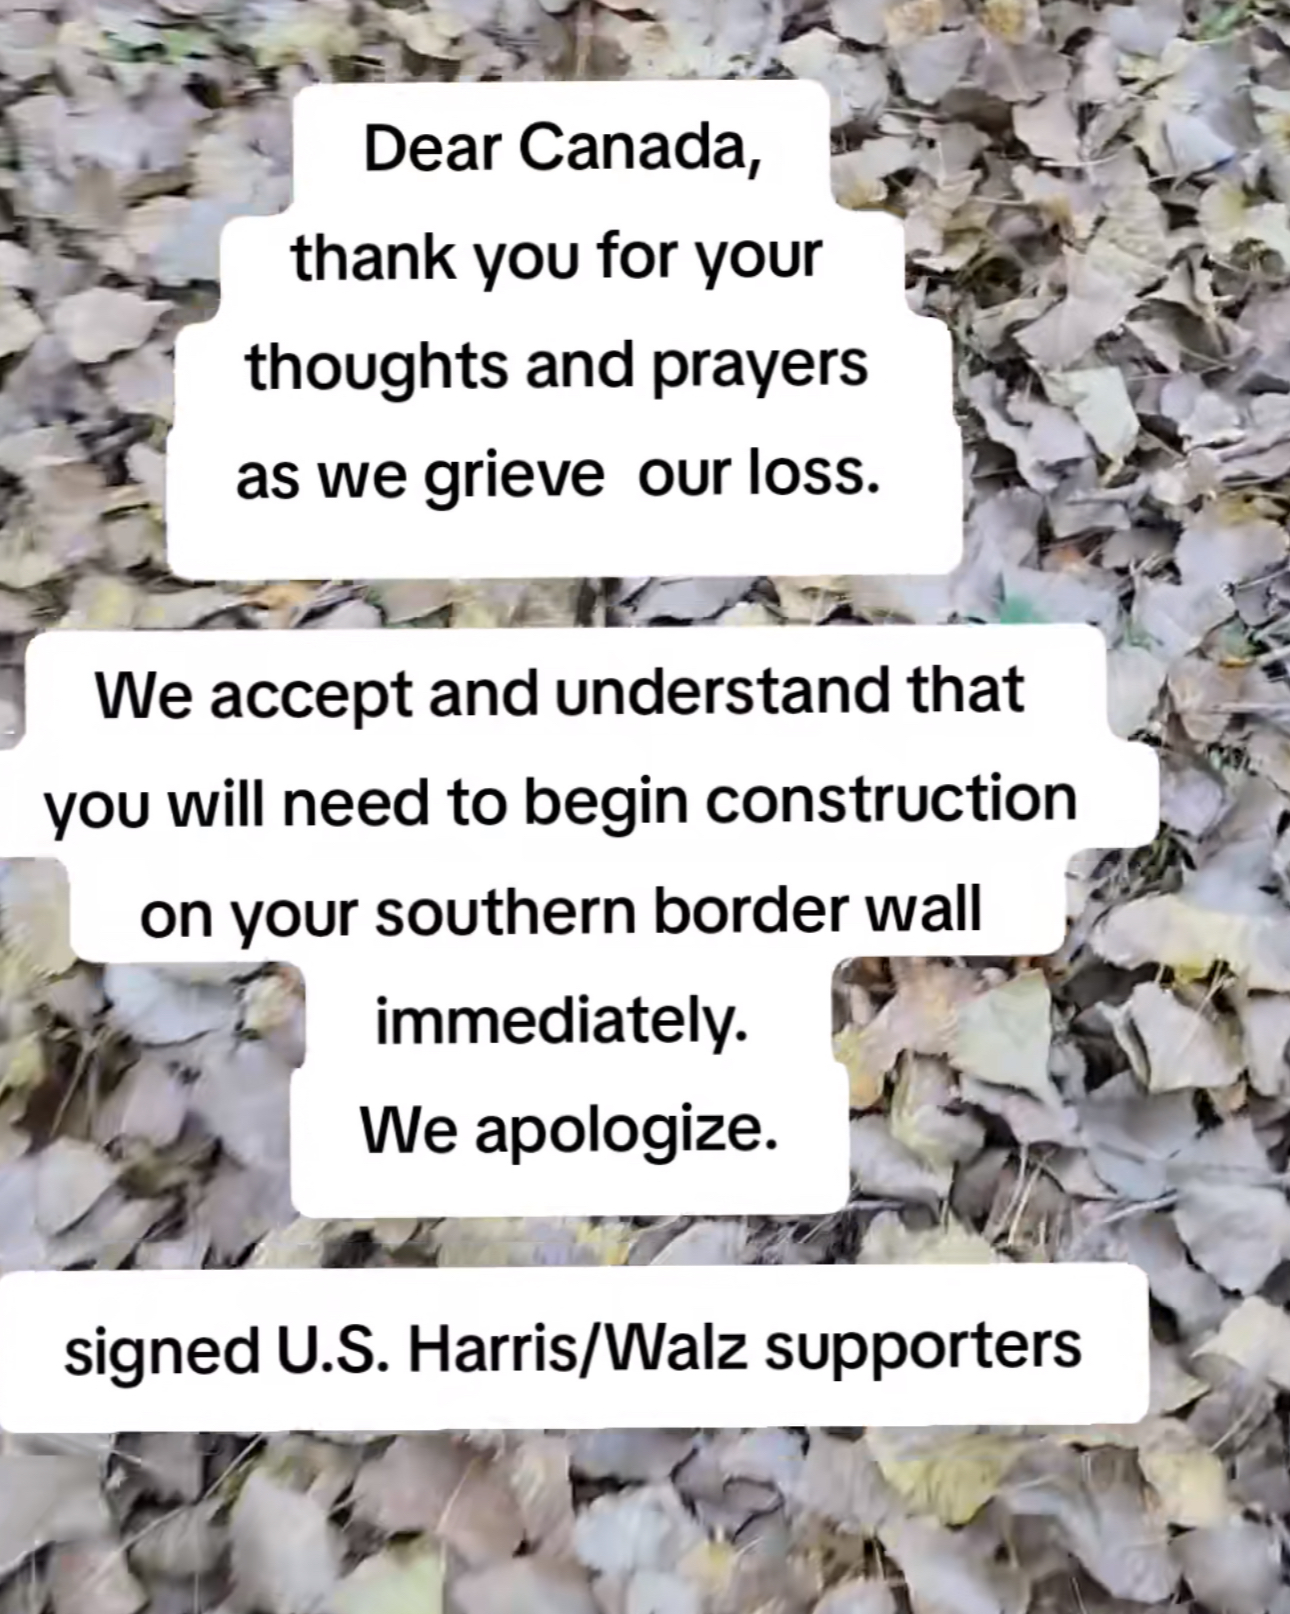 Dear Canada,
thank you for your
thoughts and prayers
as we grieve  our loss.
We accept and understand that
you will need to begin construction
on your southern border wall
immediately.
We apologize.
signed U.S. Harris/Walz supporters